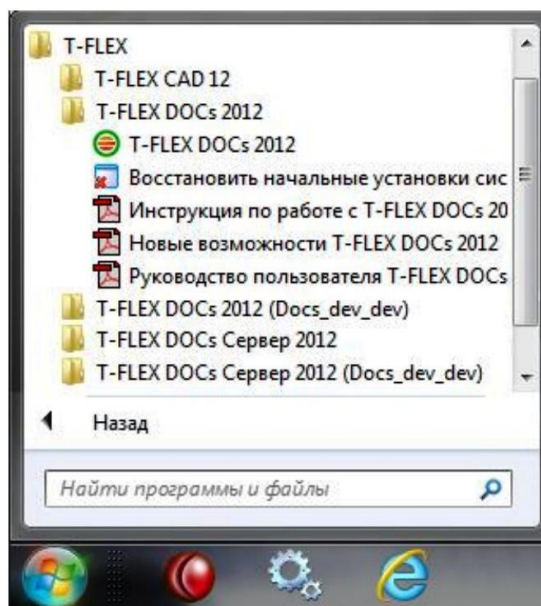 T-FLEX
T-FLEX CAD 12
T-FLEX DOCs 2012
T-FLEX DOCs 2012
Восстановить начальные установки сис
Инструкция по работе с T-FLEX DOCs 20
Новые возможности T-FLEX DOCs 2012
Руководство пользователя T-FLEX DOCs
T-FLEX DOCs 2012 (Docs_dev_dev)
T-FLEX DOCs Сервер 2012
T-FLEX DOCs Сервер 2012 (Docs_dev_dev)
Назад
Найти программы и файлы